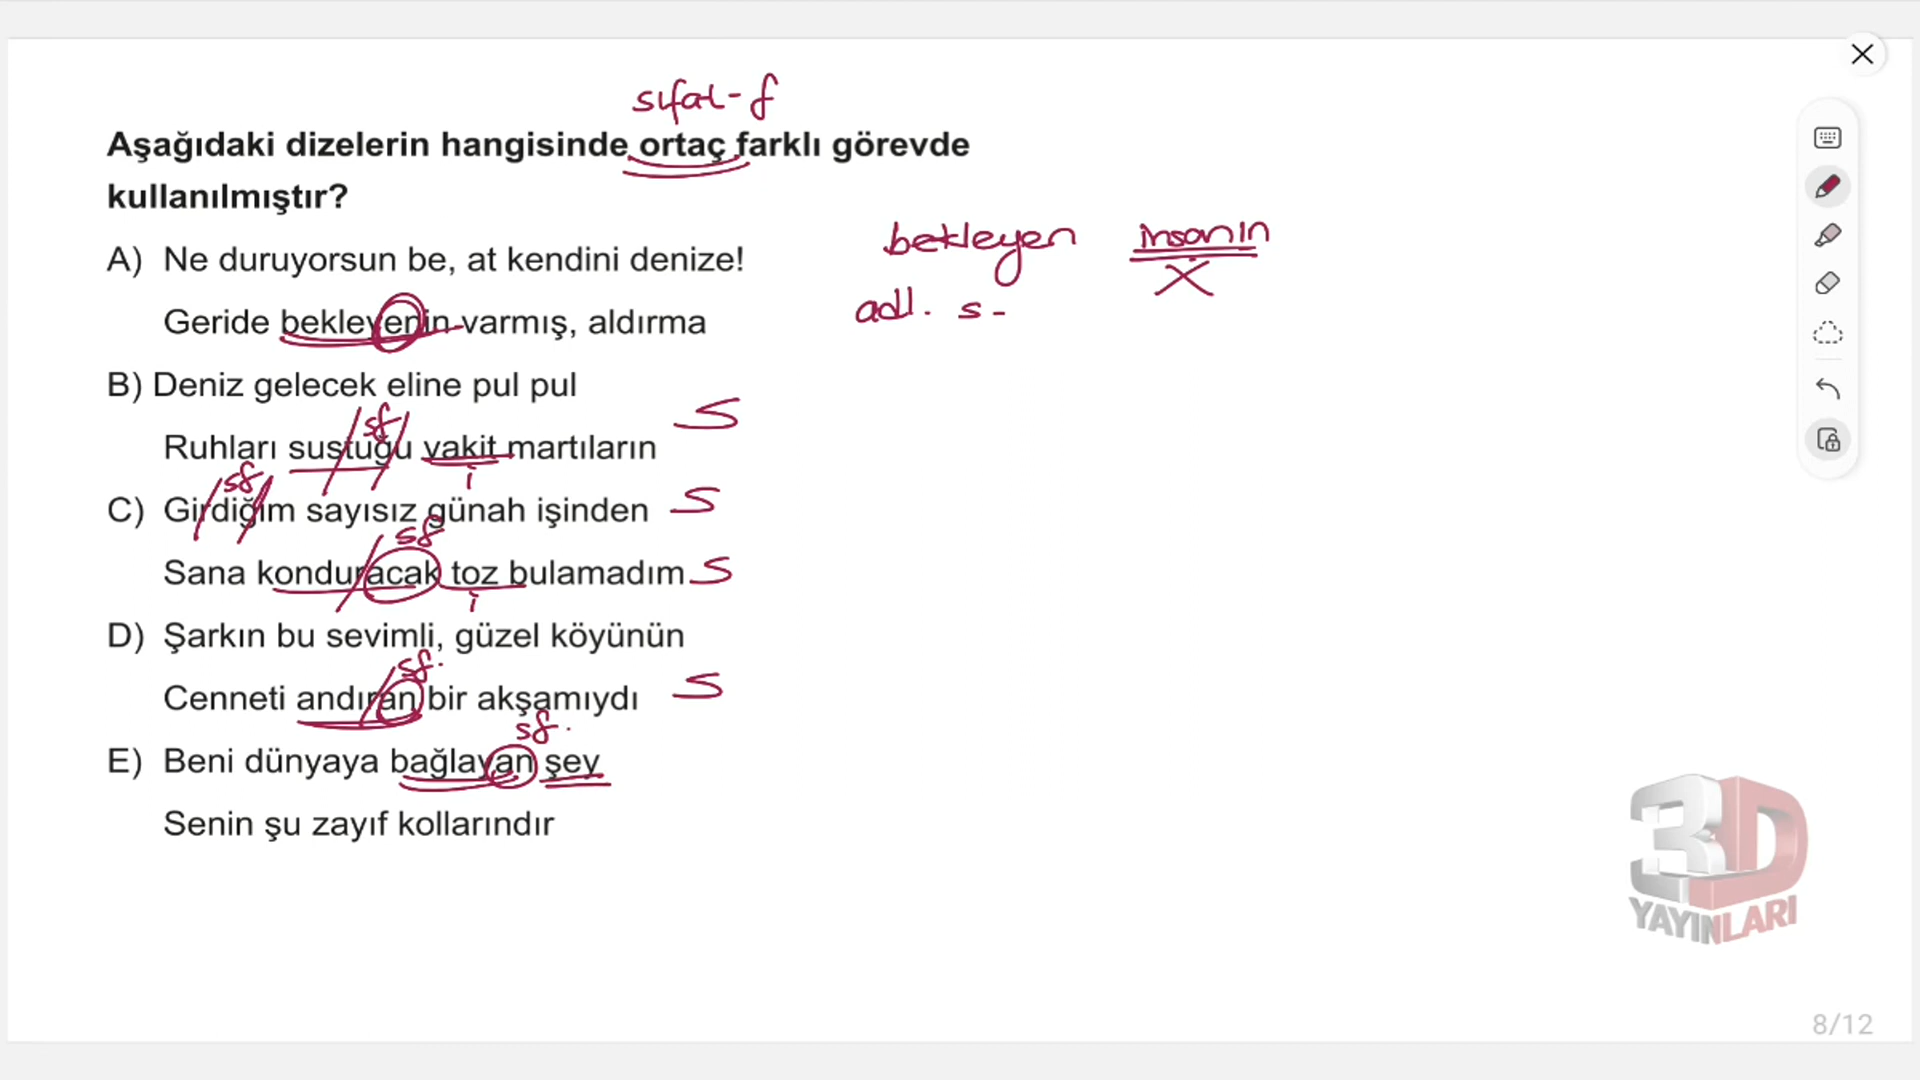 sıfat-f
Aşağıdaki dizelerin hangisinde ortaç farklı görevde
kullanılmıştır?
bekleyen insanın
A) Ne duruyorsun be, at kendini denize!
adl. s-
Geride bekleyenin varmış, aldırma
B) Deniz gelecek eline pul pul
sf S
Ruhları sustuğu vakit martıların
sf i
C) Girdiğim sayısız günah işinden S
sf
Sana konduracak toz bulamadım S
i
D) Şarkın bu sevimli, güzel köyünün
sf.
Cenneti andıran bir akşamıydı S
sf.
E) Beni dünyaya bağlayan şey
Senin şu zayıf kollarındır
3D
YAYINLARI
8/12